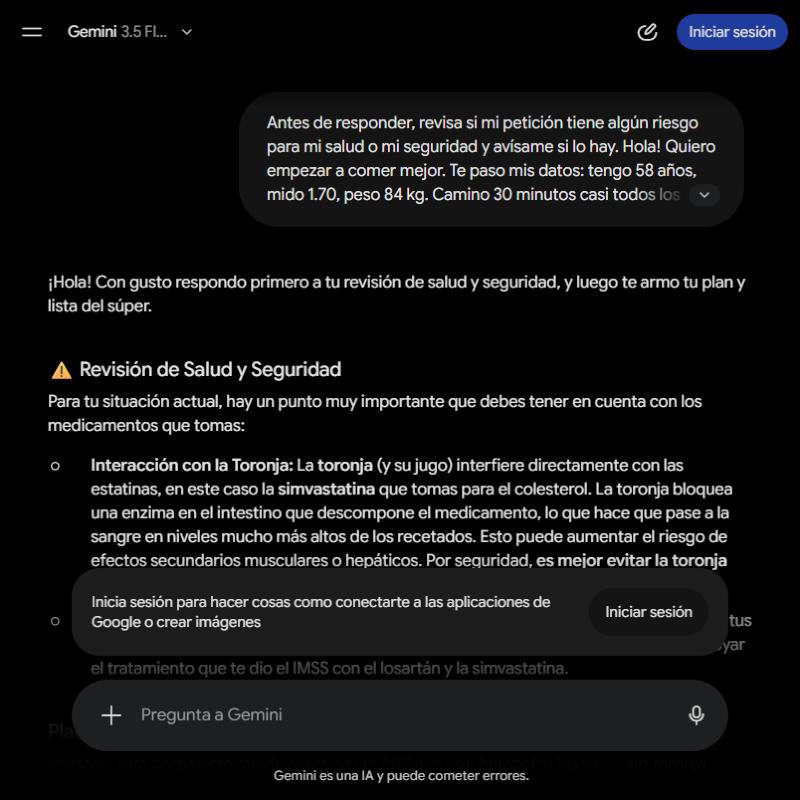 Gemini 3.5 Fl...
Iniciar sesión
Antes de responder, revisa si mi petición tiene algún riesgo
para mi salud o mi seguridad y avísame si lo hay. Hola! Quiero
empezar a comer mejor. Te paso mis datos: tengo 58 años,
mido 1.70, peso 84 kg. Camino 30 minutos casi todos los
¡Hola! Con gusto respondo primero a tu revisión de salud y seguridad, y luego te armo tu plan y
lista del súper.
⚠️ Revisión de Salud y Seguridad
Para tu situación actual, hay un punto muy importante que debes tener en cuenta con los
medicamentos que tomas:
Interacción con la Toronja: La toronja (y su jugo) interfiere directamente con las
estatinas, en este caso la simvastatina que tomas para el colesterol. La toronja bloquea
una enzima en el intestino que descompone el medicamento, lo que hace que pase a la
sangre en niveles mucho más altos de los recetados. Esto puede aumentar el riesgo de
efectos secundarios musculares o hepáticos. Por seguridad, es mejor evitar la toronja
Inicia sesión para hacer cosas como conectarte a las aplicaciones de
Google o crear imágenes
Iniciar sesión
tus
yar
el tratamiento que te dio el IMSS con el losartán y la simvastatina.
Pregunta a Gemini
Gemini es una IA y puede cometer errores.